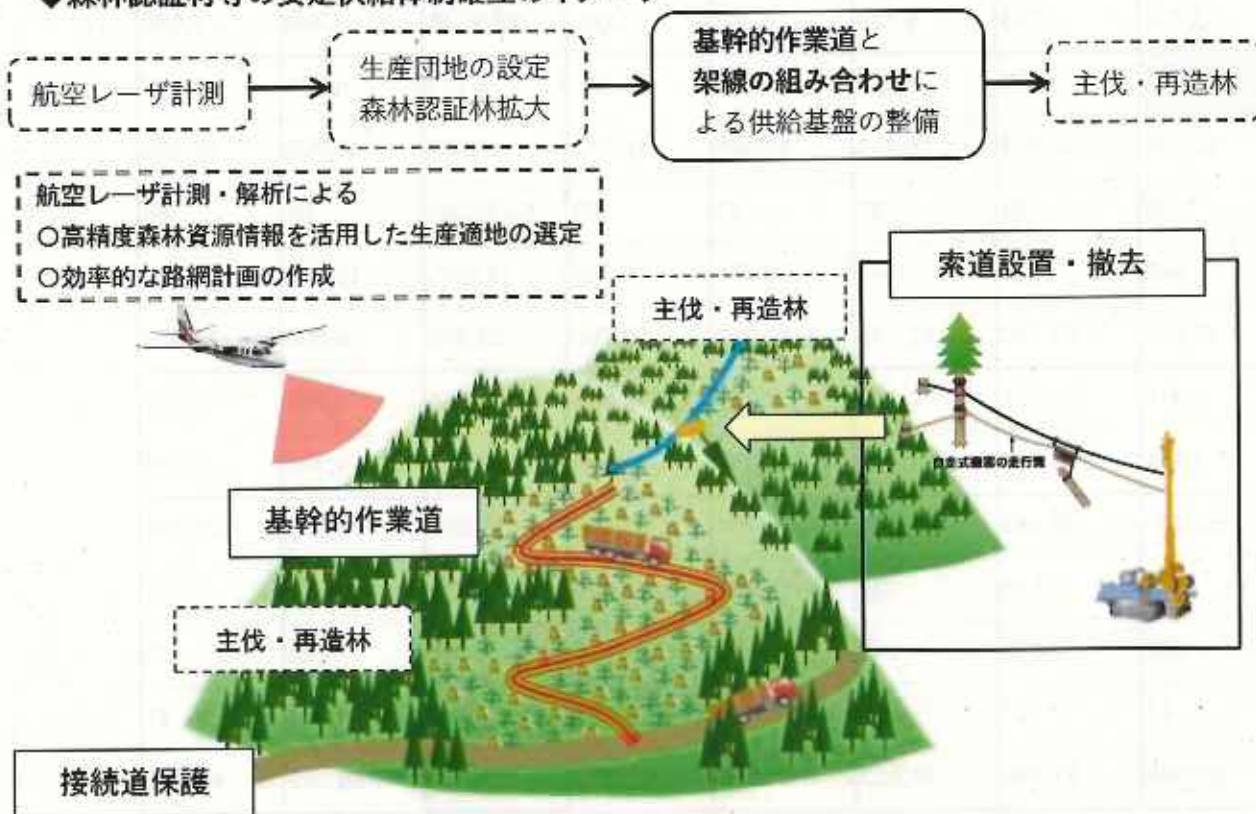 航空レーザ計測
生産団地の設定
森林認証林拡大
基幹的作業道と
架線の組み合わせに
よる供給基盤の整備
主伐・再造林
航空レーザ計測・解析による
○高精度森林資源情報を活用した生産適地の選定
○効率的な路網計画の作成
索道設置・撤去
主伐・再造林
基幹的作業道
主伐・再造林
接続道保護